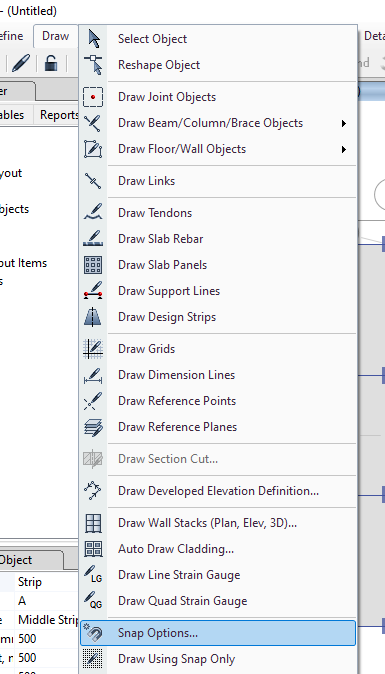 - (Untitled)
efine Draw Deta
Select Object
nd
Reshape Object
er
Draw Joint Objects
ables Reports
Draw Beam/Column/Brace Objects
Draw Floor/Wall Objects
yout
Draw Links
bjects
Draw Tendons
Draw Slab Rebar
out Items
Draw Slab Panels
s
Draw Support Lines
Draw Design Strips
Draw Grids
Draw Dimension Lines
Draw Reference Points
Draw Reference Planes
Draw Section Cut...
Draw Developed Elevation Definition...
Draw Wall Stacks (Plan, Elev, 3D)...
Auto Draw Cladding...
Object
LG Draw Line Strain Gauge
Strip
A
QG Draw Quad Strain Gauge
e Middle Strip
Snap Options...
500
t, r 500
Draw Using Snap Only
500